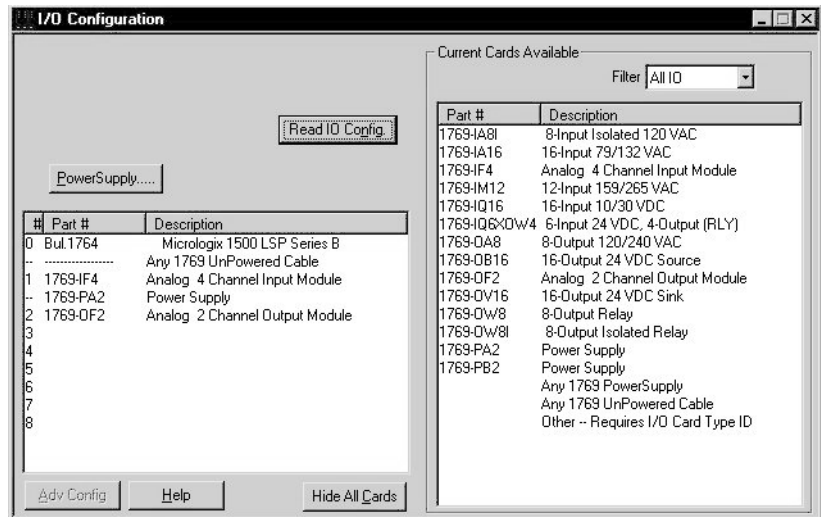 I/O Configuration
Read IO Config.
PowerSupply.....
# Part # Description
0 Bul.1764 Micrologix 1500 LSP Series B
-- ----------------- Any 1769 UnPowered Cable
1 1769-IF4 Analog 4 Channel Input Module
-- 1769-PA2 Power Supply
2 1769-OF2 Analog 2 Channel Output Module
3
4
5
6
7
8
Adv Config Help Hide All Cards
Current Cards Available
Filter All IO
Part # Description
1769-IA8I 8-Input Isolated 120 VAC
1769-IA16 16-Input 79/132 VAC
1769-IF4 Analog 4 Channel Input Module
1769-IM12 12-Input 159/265 VAC
1769-IQ16 16-Input 10/30 VDC
1769-IQ6XOW4 6-Input 24 VDC, 4-Output (RLY)
1769-OA8 8-Output 120/240 VAC
1769-OB16 16-Output 24 VDC Source
1769-OF2 Analog 2 Channel Output Module
1769-OV16 16-Output 24 VDC Sink
1769-OW8 8-Output Relay
1769-OW8I 8-Output Isolated Relay
1769-PA2 Power Supply
1769-PB2 Power Supply
Any 1769 PowerSupply
Any 1769 UnPowered Cable
Other -- Requires I/O Card Type ID